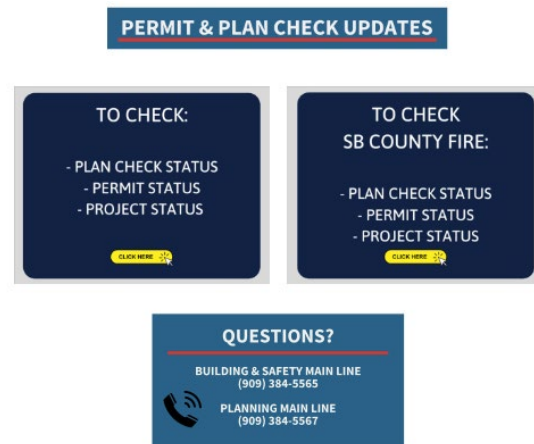 PERMIT & PLAN CHECK UPDATES
TO CHECK:
- PLAN CHECK STATUS
- PERMIT STATUS
- PROJECT STATUS
CLICK HERE
TO CHECK
SB COUNTY FIRE:
- PLAN CHECK STATUS
- PERMIT STATUS
- PROJECT STATUS
CLICK HERE
QUESTIONS?
BUILDING & SAFETY MAIN LINE
(909) 384-5565
PLANNING MAIN LINE
(909) 384-5567